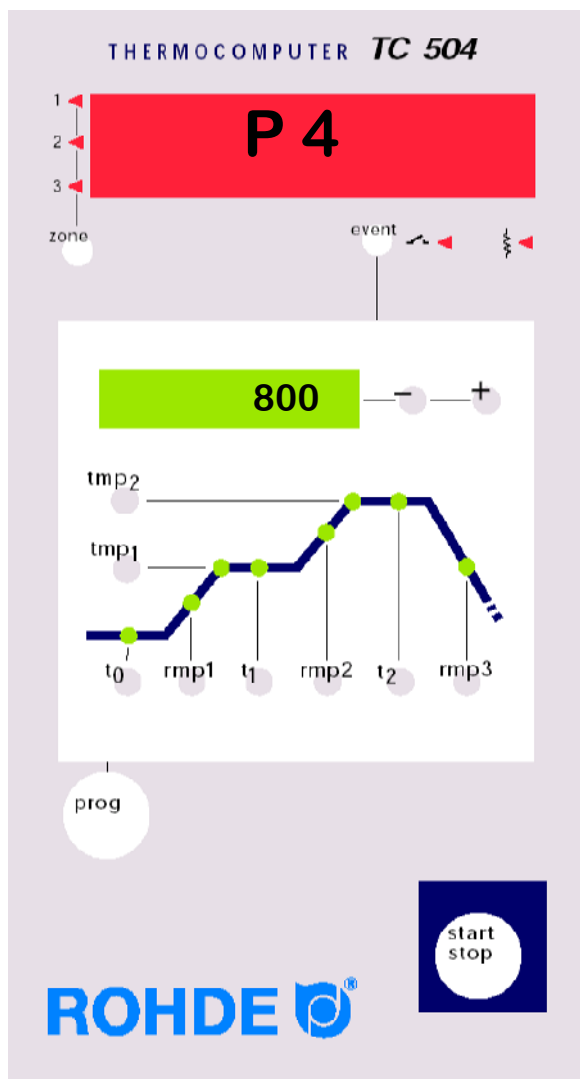 THERMOCOMPUTER TC 504
1
P 4
2
3
zone
event
800
- +
tmp2
tmp1
t0 rmp1 t1 rmp2 t2 rmp3
prog
start
stop
ROHDE ®